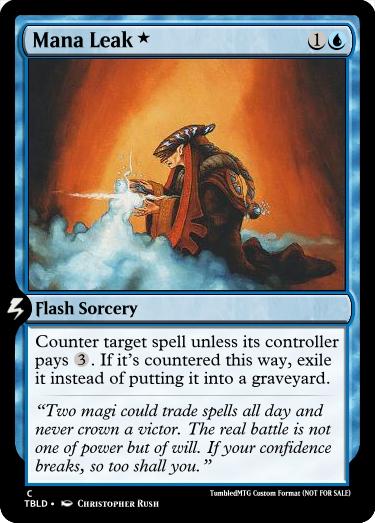 Mana Leak ★ 1
Flash Sorcery
Counter target spell unless its controller
pays 3. If it's countered this way, exile
it instead of putting it into a graveyard.
“Two magi could trade spells all day and
never crown a victor. The real battle is not
one of power but of will. If your confidence
breaks, so too shall you.”
C
TBLD • Christopher Rush
TumbledMTG Custom Format (NOT FOR SALE)